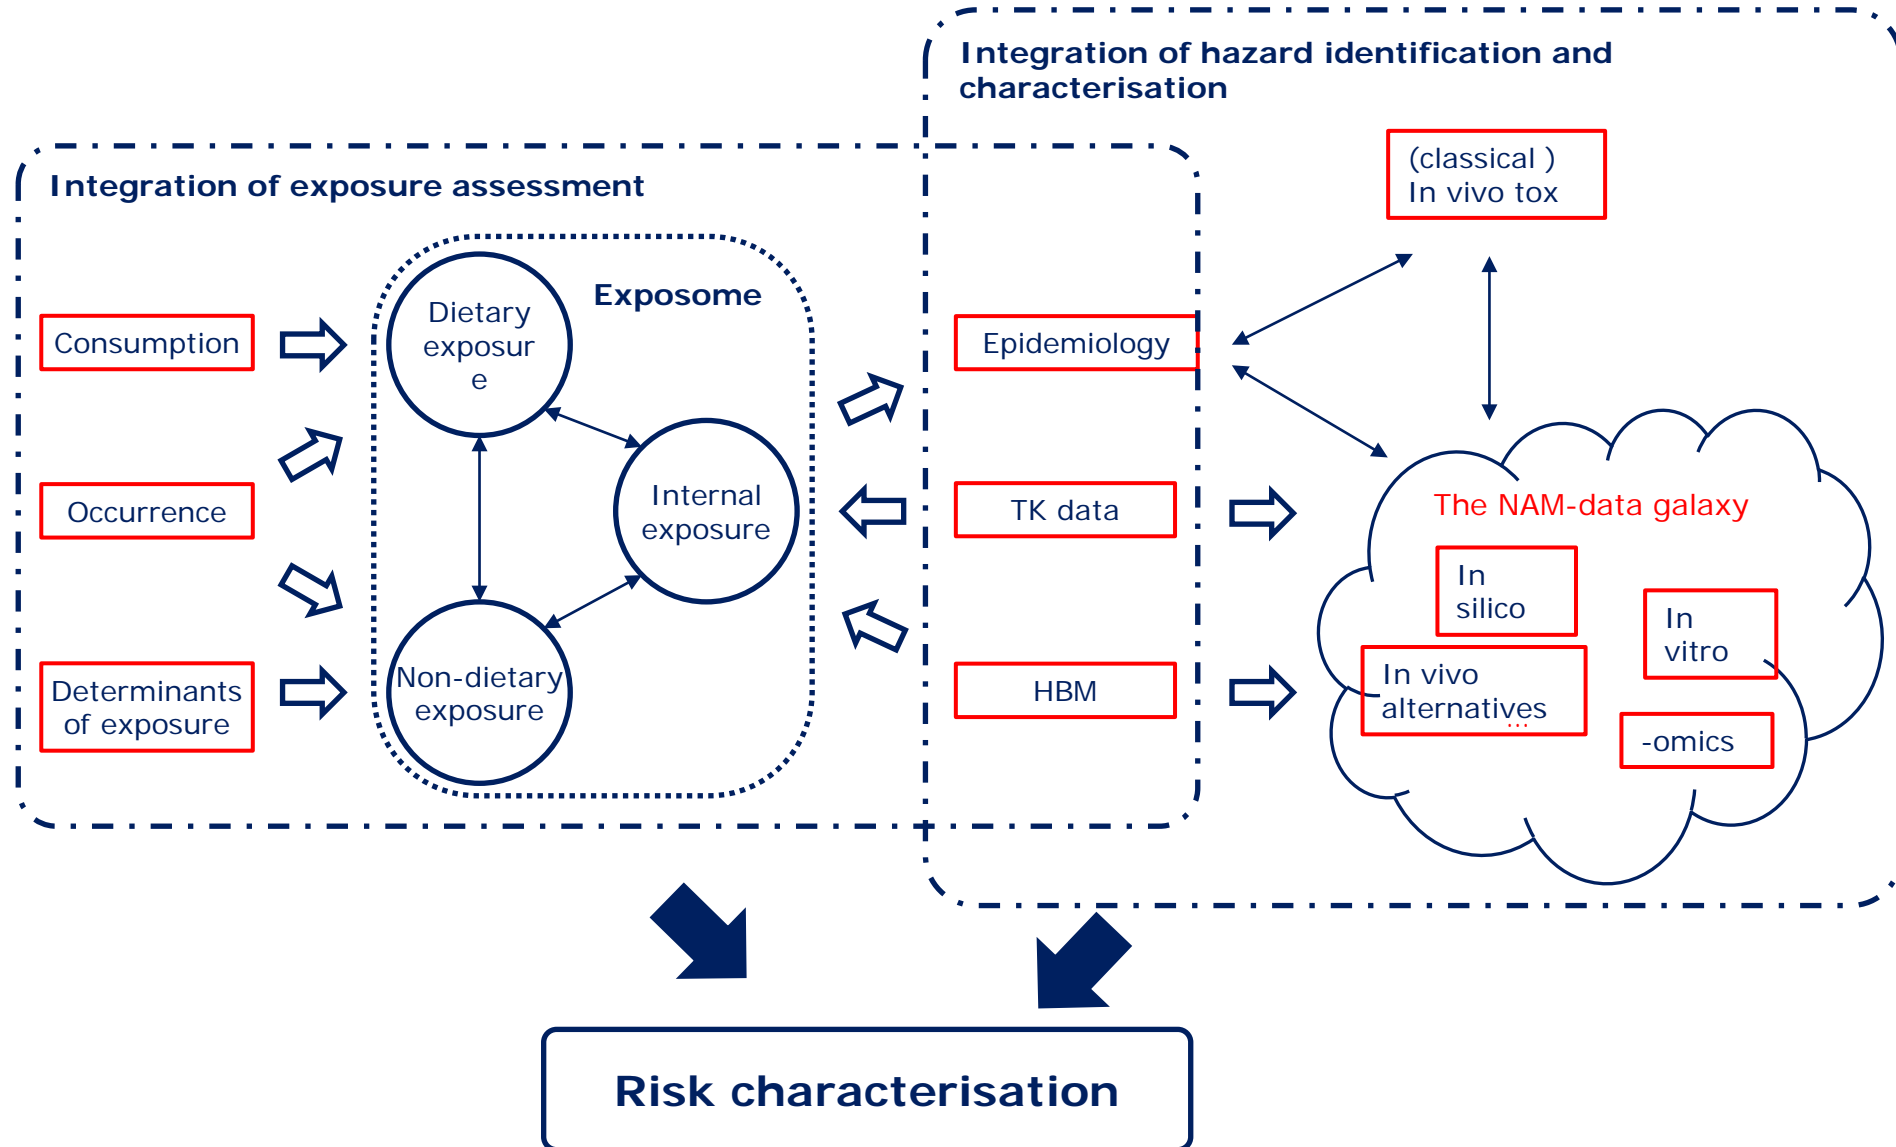 Integration of hazard identification and
characterisation
(classical )
In vivo tox
Integration of exposure assessment
Exposome
Consumption
Occurrence
Determinants
of exposure
Dietary
exposur
e
Internal
exposure
Non-dietary
exposure
Epidemiology
TK data
HBM
The NAM-data galaxy
In
silico
In
vitro
In vivo
alternatives
...
-omics
Risk characterisation